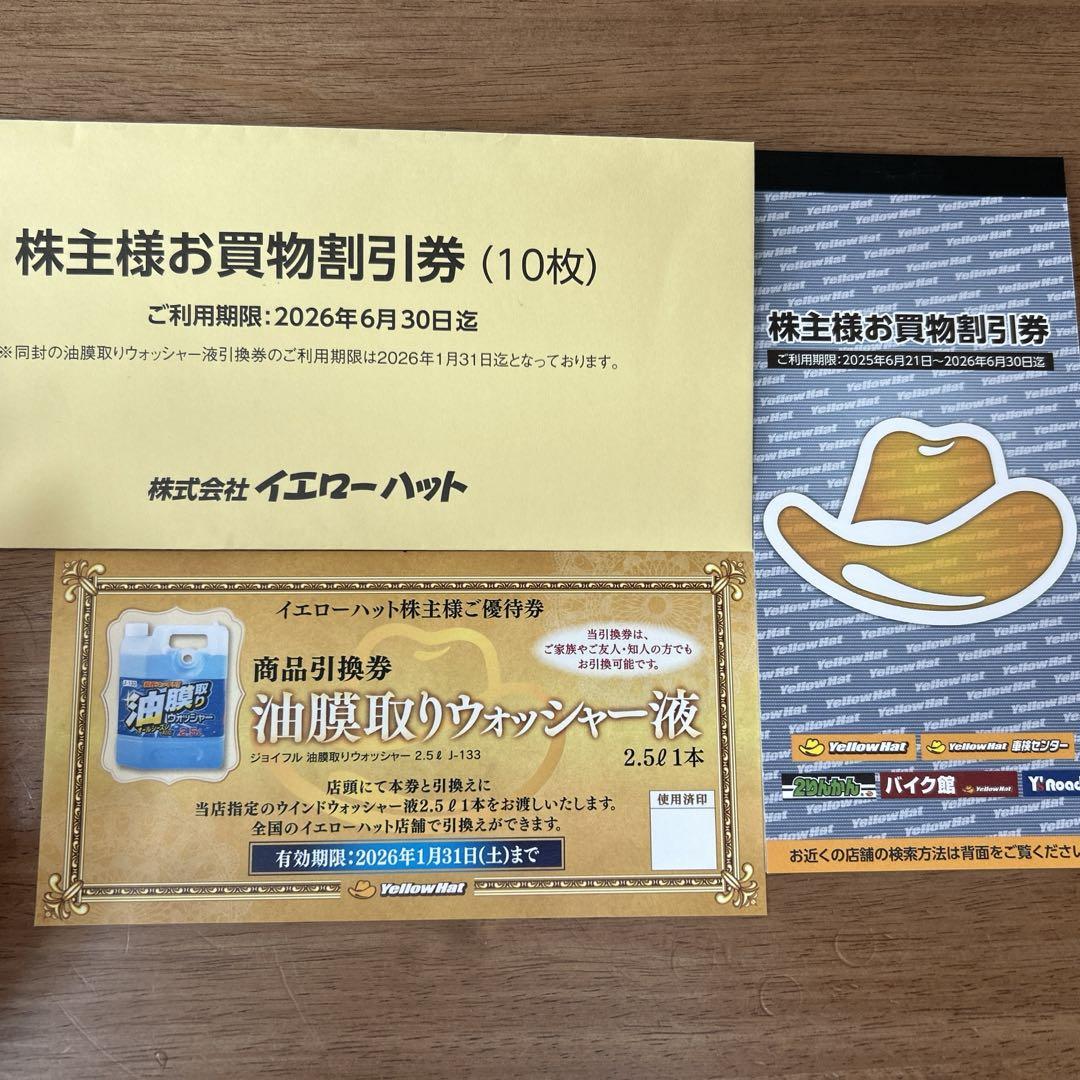 株主様お買物割引券(10枚)
ご利用期限:2026年6月30日迄
※同封の油膜取りウォッシャー液引換券のご利用期限は2026年1月31日迄となっております。
株式会社イエローハット
株主様お買物割引券
ご利用期限:2025年6月21日~2026年6月30日迄
YellowHat
YellowHat 車検センター
2りんかん
バイク館 YellowHat
Y'sRoad
お近くの店舗の検索方法は背面をご覧ください
イエローハット株主様ご優待券
当引換券は、
ご家族やご友人・知人の方でも
お引換可能です。
商品引換券
油膜取りウォッシャー液
ジョイフル 油膜取りウォッシャー 2.5ℓ J-133
2.5ℓ1本
油膜取り
ウォッシャー
2.5L
店頭にて本券と引換えに
当店指定のウインドウォッシャー液2.5ℓ1本をお渡しいたします。
全国のイエローハット店舗で引換えができます。
使用済印
有効期限:2026年1月31日(土)まで
YellowHat